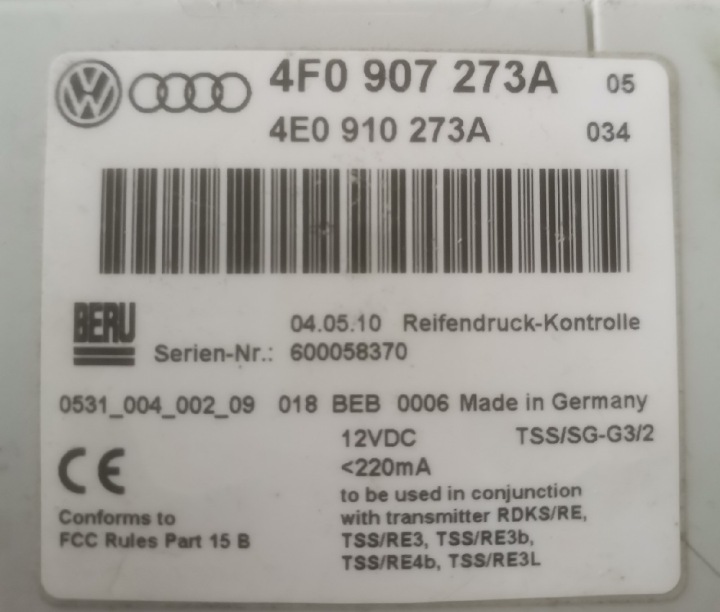 VW 4F0 907 273A 05
4E0 910 273A 034
BERU 04.05.10 Reifendruck-Kontrolle
Serien-Nr.: 600058370
0531_004_002_09 018 BEB 0006 Made in Germany
12VDC TSS/SG-G3/2
CE <220mA
to be used in conjunction
Conforms to with transmitter RDKS/RE,
FCC Rules Part 15 B TSS/RE3, TSS/RE3b,
TSS/RE4b, TSS/RE3L